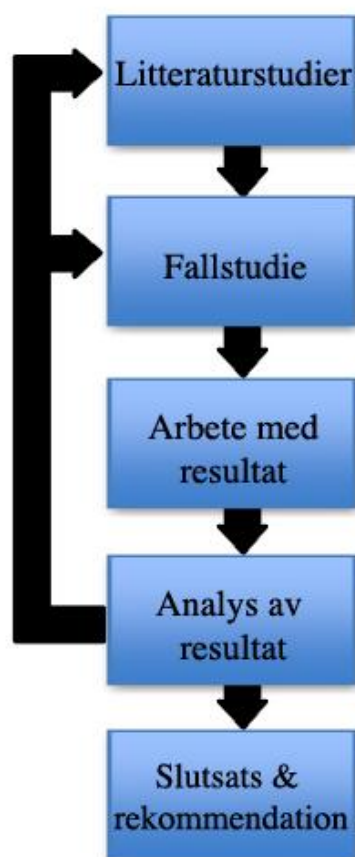 Litteraturstudier
Fallstudie
Arbete med
resultat
Analys av
resultat
Slutsats &
rekommendation